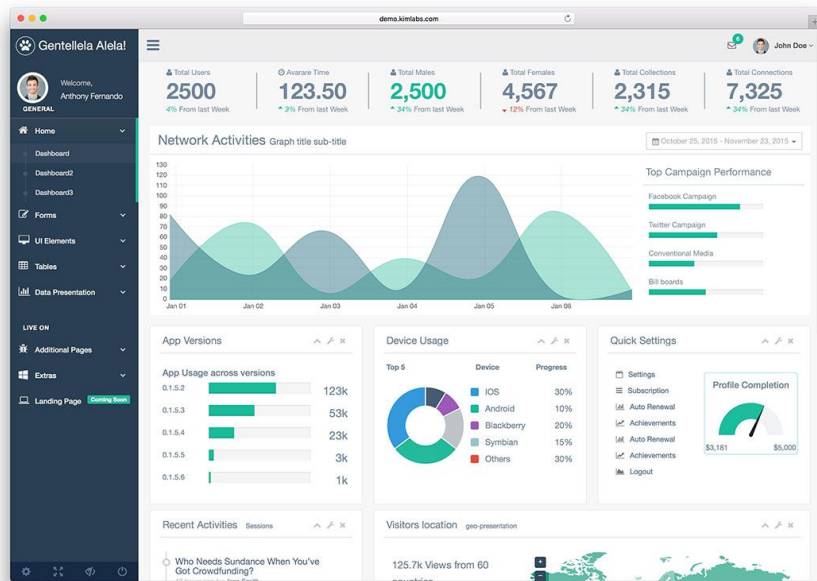 demo.kimlabs.com
Gentellela Alela!
6
John Doe
Welcome,
Anthony Fernando
GENERAL
Home
Dashboard
Dashboard2
Dashboard3
Forms
UI Elements
Tables
Data Presentation
LIVE ON
Additional Pages
Extras
Landing Page Coming Soon
Total Users
2500
4% From last Week
Avarare Time
123.50
3% From last Week
Total Males
2,500
34% From last Week
Total Females
4,567
12% From last Week
Total Collections
2,315
34% From last Week
Total Connections
7,325
34% From last Week
Network Activities Graph title sub-title
October 25, 2015 - November 23, 2015
130
120
110
100
90
80
70
60
50
40
30
20
10
0
Jan 01 Jan 02 Jan 03 Jan 04 Jan 05 Jan 06
Top Campaign Performance
Facebook Campaign
Twitter Campaign
Conventional Media
Bill boards
App Versions
App Usage across versions
0.1.5.2 123k
0.1.5.3 53k
0.1.5.4 23k
0.1.5.5 3k
0.1.5.6 1k
Device Usage
Top 5 Device Progress
IOS 30%
Android 10%
Blackberry 20%
Symbian 15%
Others 30%
Quick Settings
Settings
Subscription
Auto Renewal
Achievements
Auto Renewal
Achievements
Logout
Profile Completion
$3,161 $5,000
Recent Activities Sessions
Who Needs Sundance When You've
Got Crowdfunding?
Visitors location geo-presentation
125.7k Views from 60
countries